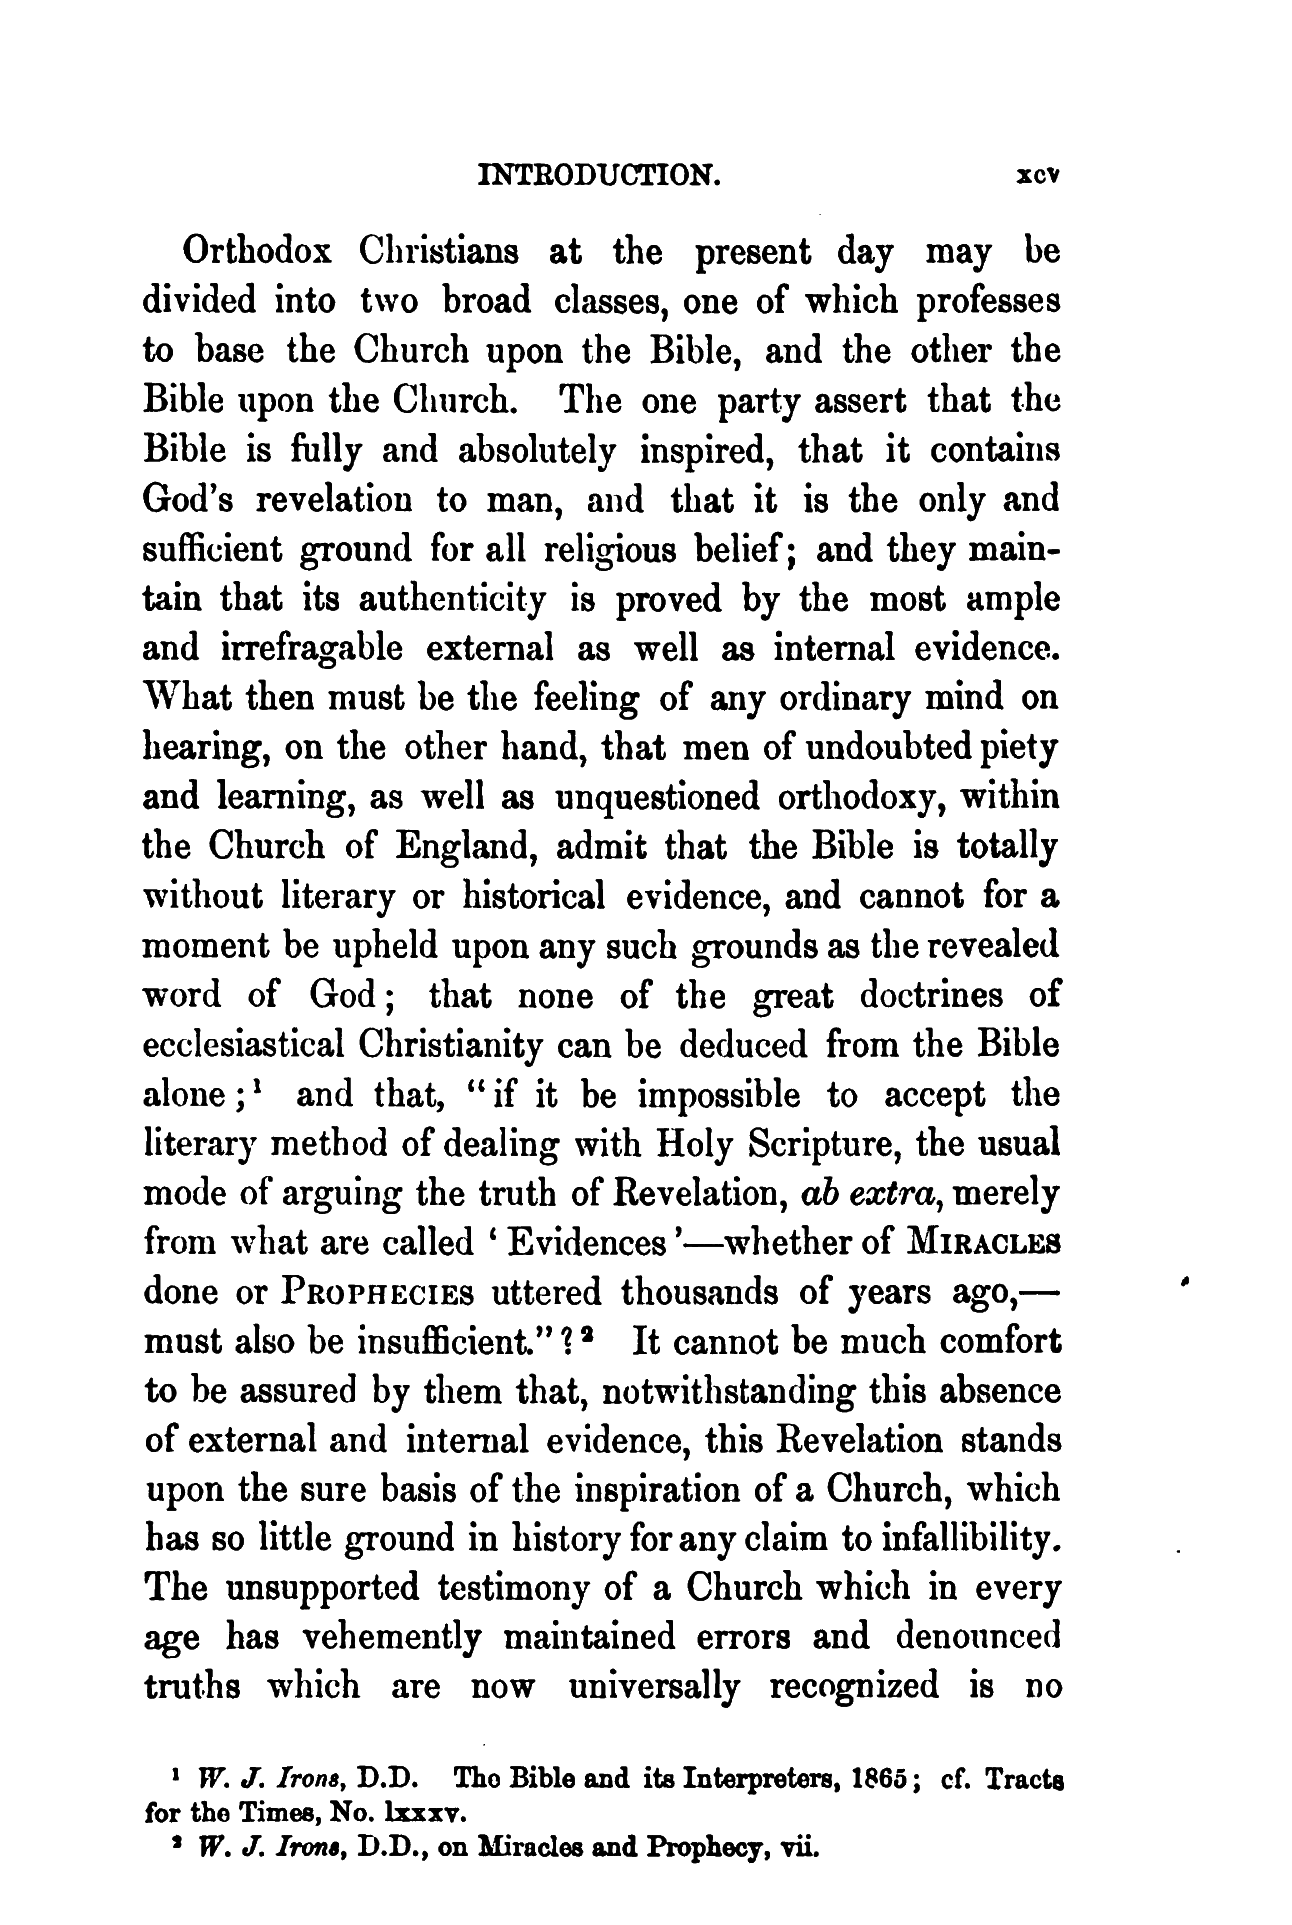 INTRODUCTION. xcv
Orthodox Christians at the present day may be
divided into two broad classes, one of which professes
to base the Church upon the Bible, and the other the
Bible upon the Church. The one party assert that the
Bible is fully and absolutely inspired, that it contains
God's revelation to man, and that it is the only and
sufficient ground for all religious belief; and they main-
tain that its authenticity is proved by the most ample
and irrefragable external as well as internal evidence.
What then must be the feeling of any ordinary mind on
hearing, on the other hand, that men of undoubted piety
and learning, as well as unquestioned orthodoxy, within
the Church of England, admit that the Bible is totally
without literary or historical evidence, and cannot for a
moment be upheld upon any such grounds as the revealed
word of God; that none of the great doctrines of
ecclesiastical Christianity can be deduced from the Bible
alone;¹ and that, "if it be impossible to accept the
literary method of dealing with Holy Scripture, the usual
mode of arguing the truth of Revelation, ab extra, merely
from what are called 'Evidences'—whether of MIRACLES
done or PROPHECIES uttered thousands of years ago,—
must also be insufficient."?² It cannot be much comfort
to be assured by them that, notwithstanding this absence
of external and internal evidence, this Revelation stands
upon the sure basis of the inspiration of a Church, which
has so little ground in history for any claim to infallibility.
The unsupported testimony of a Church which in every
age has vehemently maintained errors and denounced
truths which are now universally recognized is no
¹ W. J. Irons, D.D. The Bible and its Interpreters, 1865; cf. Tracts
for the Times, No. lxxxv.
² W. J. Irons, D.D., on Miracles and Prophecy, vii.